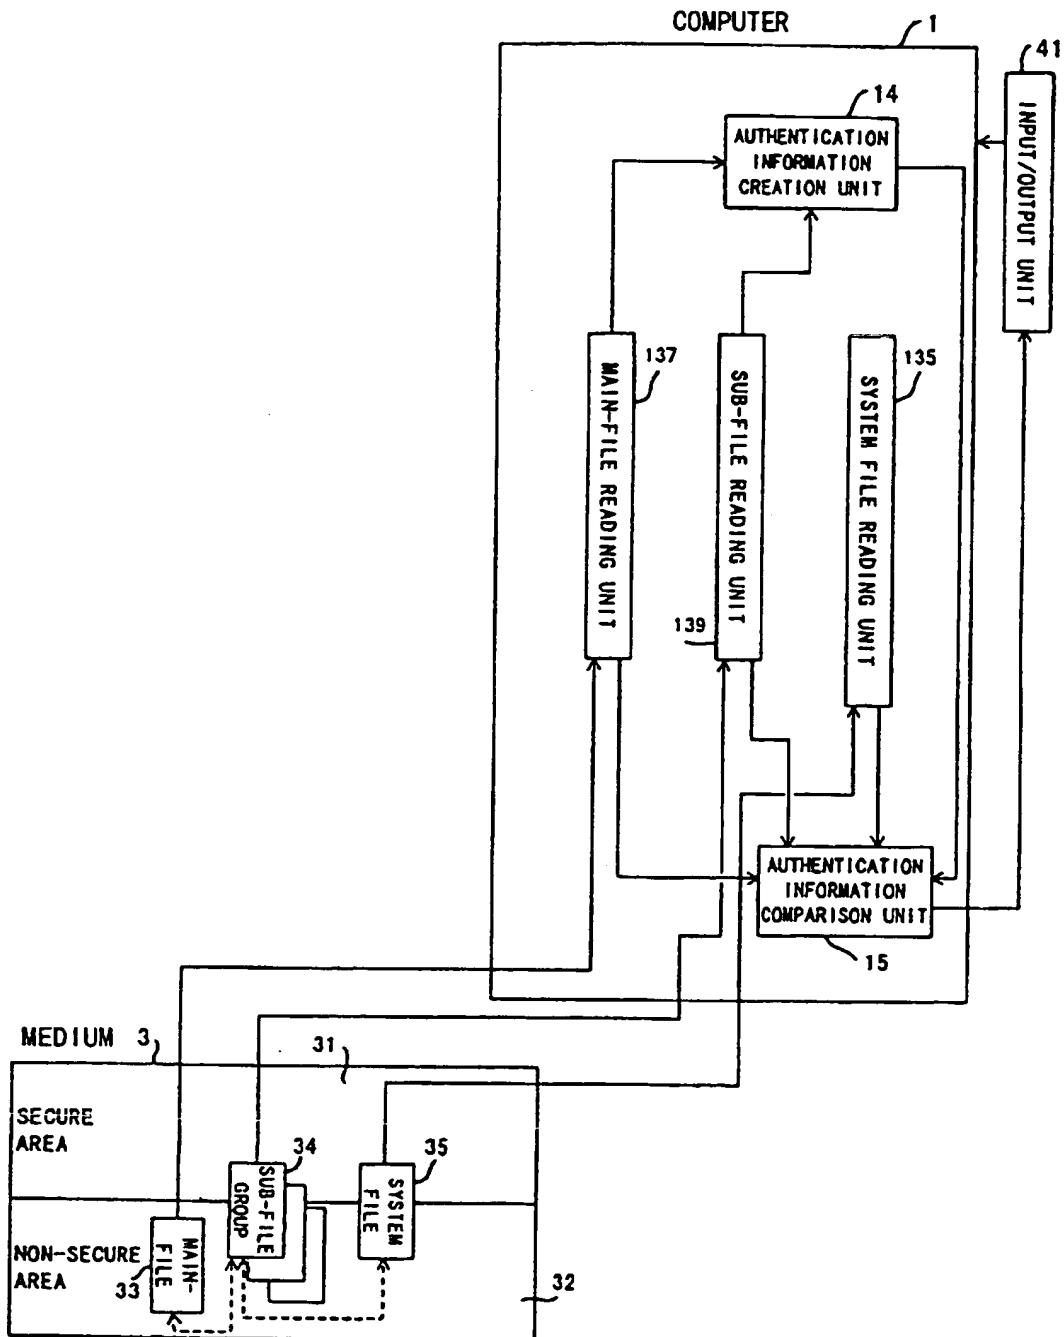 COMPUTER
1
41
INPUT/OUTPUT UNIT
14
AUTHENTICATION
INFORMATION
CREATION UNIT
137
MAIN-FILE READING UNIT
SUB-FILE READING UNIT
139
135
SYSTEM FILE READING UNIT
AUTHENTICATION
INFORMATION
COMPARISON UNIT
15
MEDIUM 3
31
SECURE
AREA
34
SUB-FILE
GROUP
35
SYSTEM
FILE
NON-SECURE
AREA
33
MAIN-
FILE
32